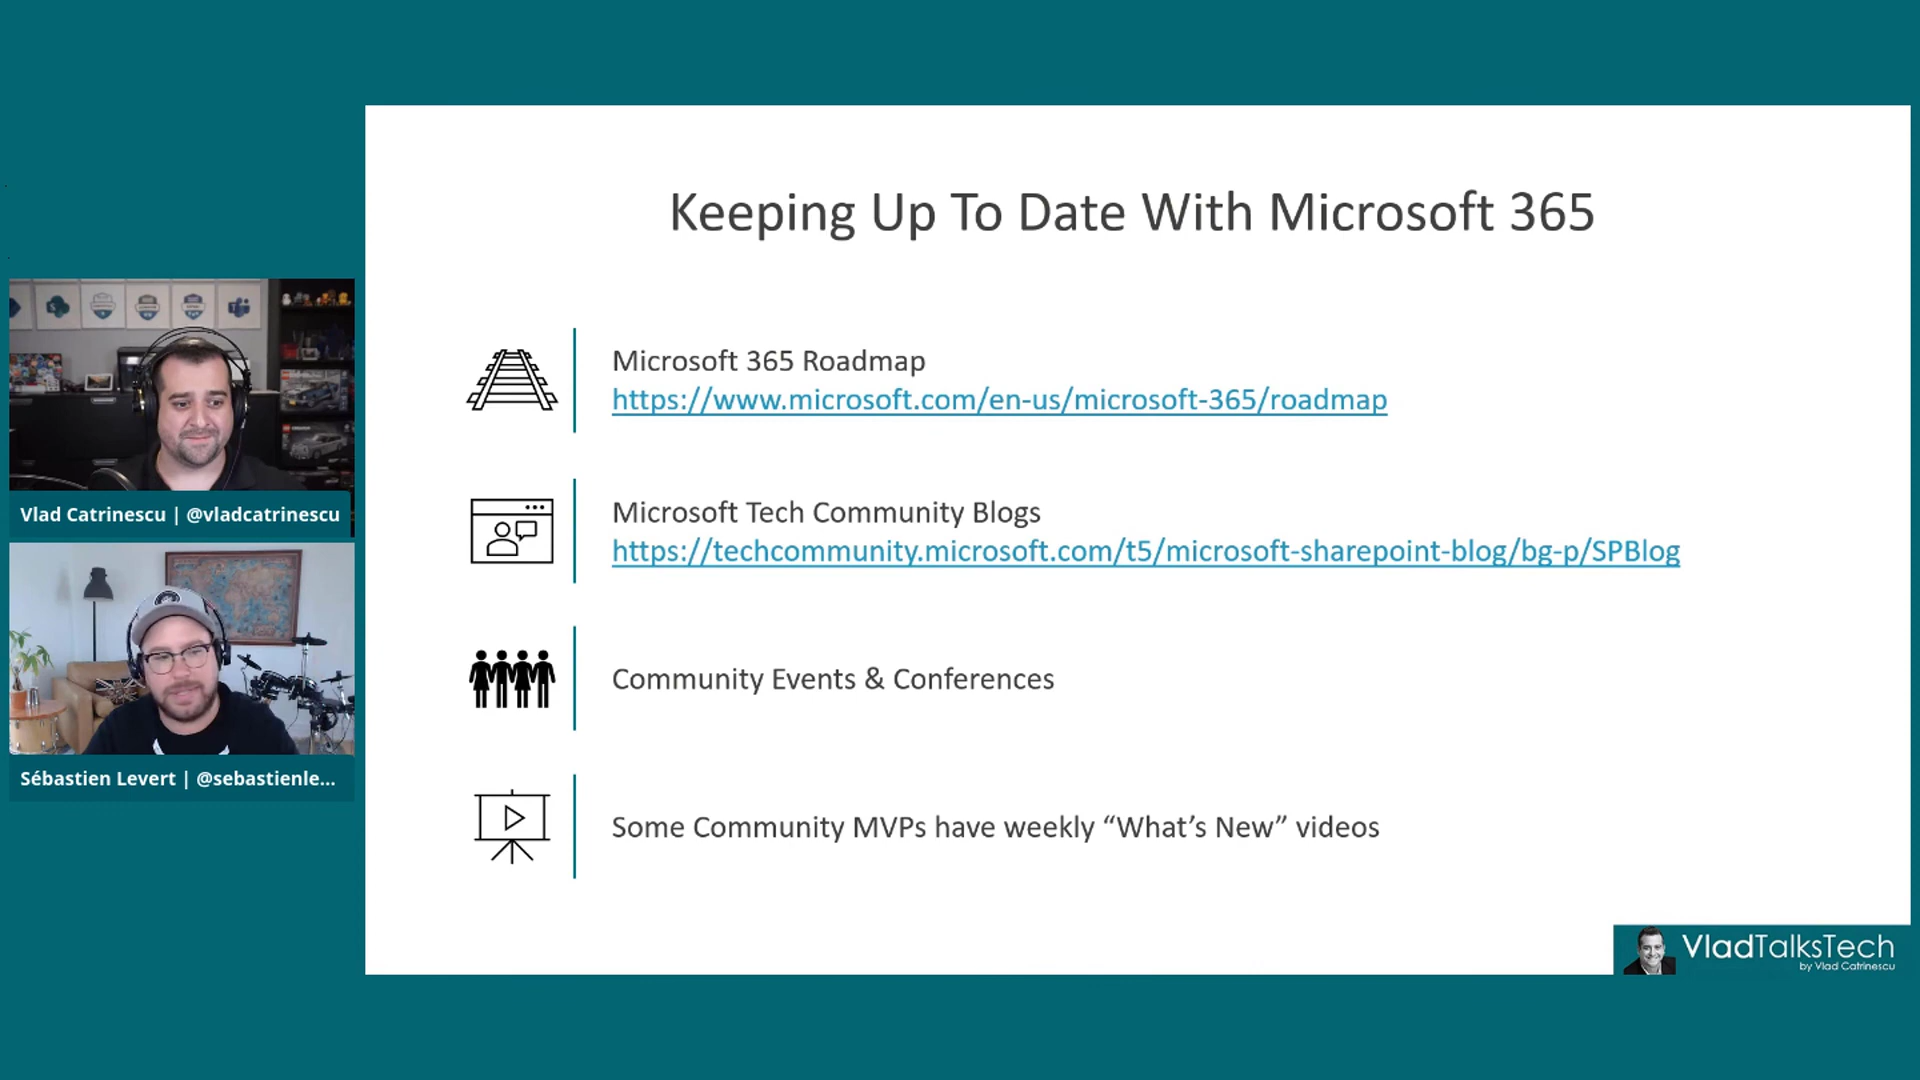 Keeping Up To Date With Microsoft 365
Microsoft 365 Roadmap
https://www.microsoft.com/en-us/microsoft-365/roadmap
Microsoft Tech Community Blogs
https://techcommunity.microsoft.com/t5/microsoft-sharepoint-blog/bg-p/SPBlog
Community Events & Conferences
Some Community MVPs have weekly “What’s New” videos
Vlad Catrinescu | @vladcatrinescu
Sébastien Levert | @sebastienle...
VladTalksTech
by Vlad Catrinescu